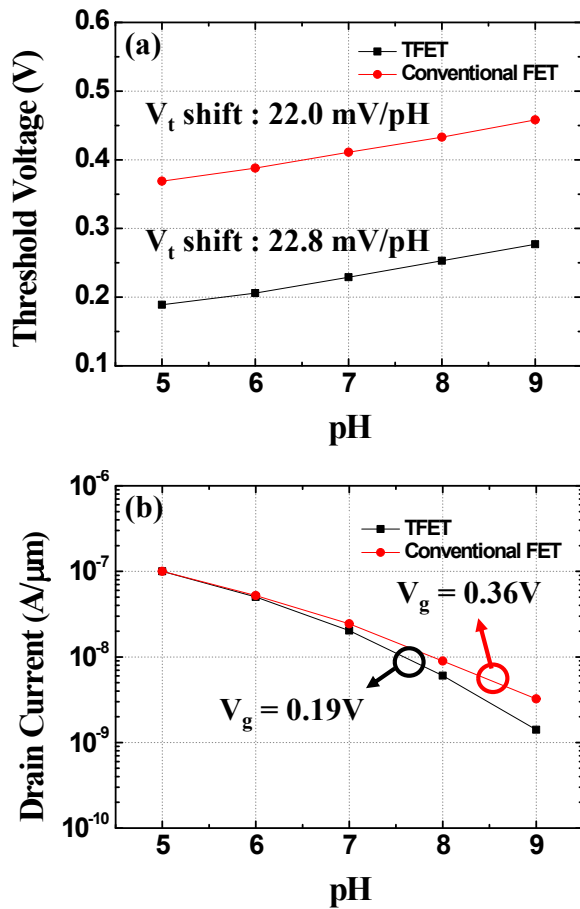 (a)
TFET
Conventional FET
V_t shift : 22.0 mV/pH
V_t shift : 22.8 mV/pH
Threshold Voltage (V)
0.6
0.5
0.4
0.3
0.2
0.1
5 6 7 8 9
pH
(b)
TFET
Conventional FET
V_g = 0.36V
V_g = 0.19V
Drain Current (A/μm)
10^-6
10^-7
10^-8
10^-9
10^-10
5 6 7 8 9
pH